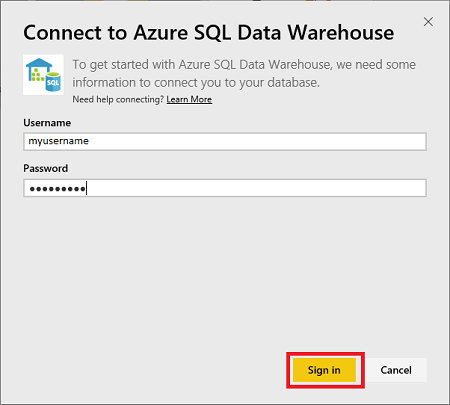 Connect to Azure SQL Data Warehouse
SQL
To get started with Azure SQL Data Warehouse, we need some
information to connect you to your database.
Need help connecting? Learn More
Username
myusername
Password
●●●●●●●●●
Sign in
Cancel